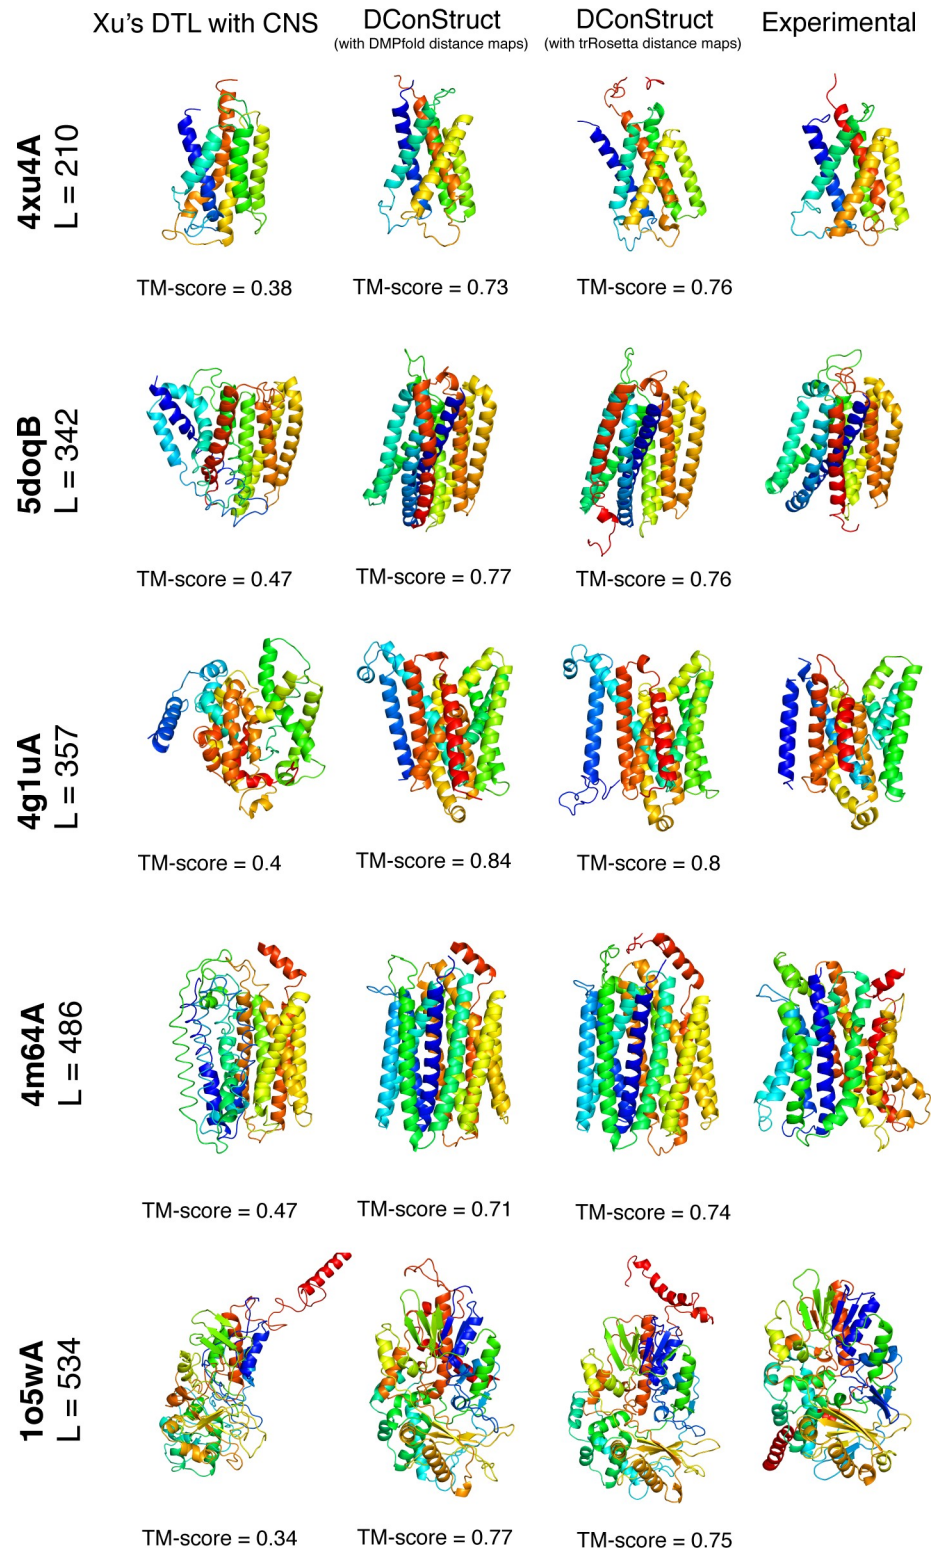 Xu's DTL with CNS
DConStruct
(with DMPfold distance maps)
DConStruct
(with trRosetta distance maps)
Experimental
4xu4A
L = 210
TM-score = 0.38
TM-score = 0.73
TM-score = 0.76
5doqB
L = 342
TM-score = 0.47
TM-score = 0.77
TM-score = 0.76
4g1uA
L = 357
TM-score = 0.4
TM-score = 0.84
TM-score = 0.8
4m64A
L = 486
TM-score = 0.47
TM-score = 0.71
TM-score = 0.74
1o5wA
L = 534
TM-score = 0.34
TM-score = 0.77
TM-score = 0.75